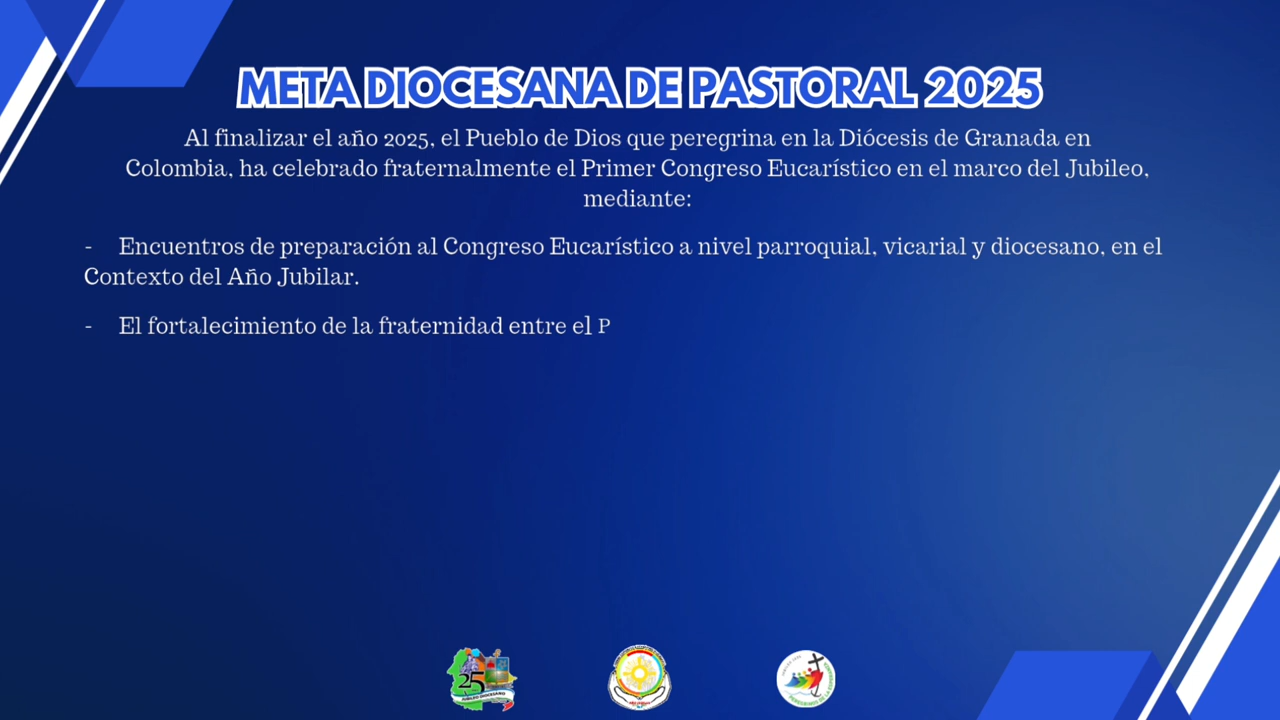 META DIOCESANA DE PASTORAL 2025
Al finalizar el año 2025, el Pueblo de Dios que peregrina en la Diócesis de Granada en
Colombia, ha celebrado fraternalmente el Primer Congreso Eucarístico en el marco del Jubileo,
mediante:
- Encuentros de preparación al Congreso Eucarístico a nivel parroquial, vicarial y diocesano, en el
Contexto del Año Jubilar.
- El fortalecimiento de la fraternidad entre el P
25
JUBILEO DIOCESANO